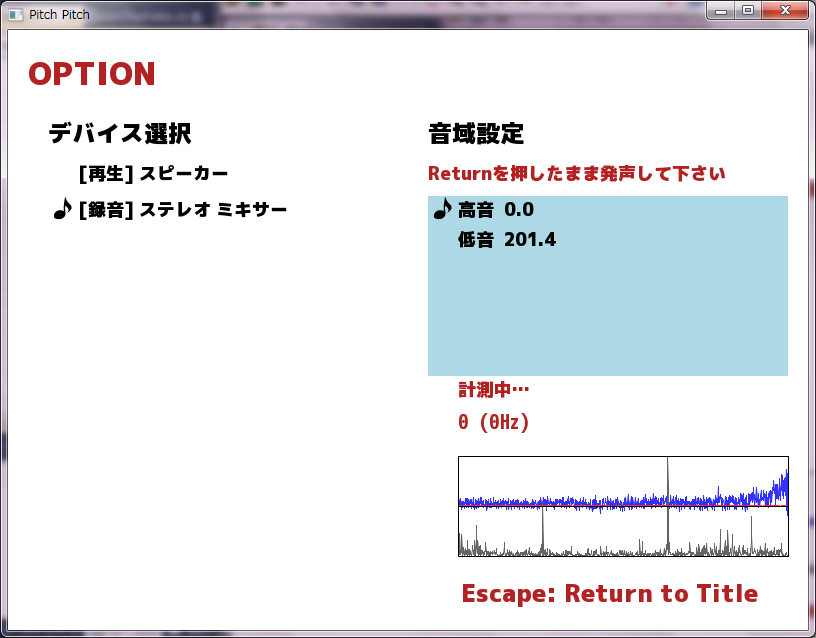 Pitch Pitch
OPTION
デバイス選択
[再生] スピーカー
[録音] ステレオ ミキサー
音域設定
Returnを押したまま発声して下さい
高音 0.0
低音 201.4
計測中…
0 (0Hz)
Escape: Return to Title